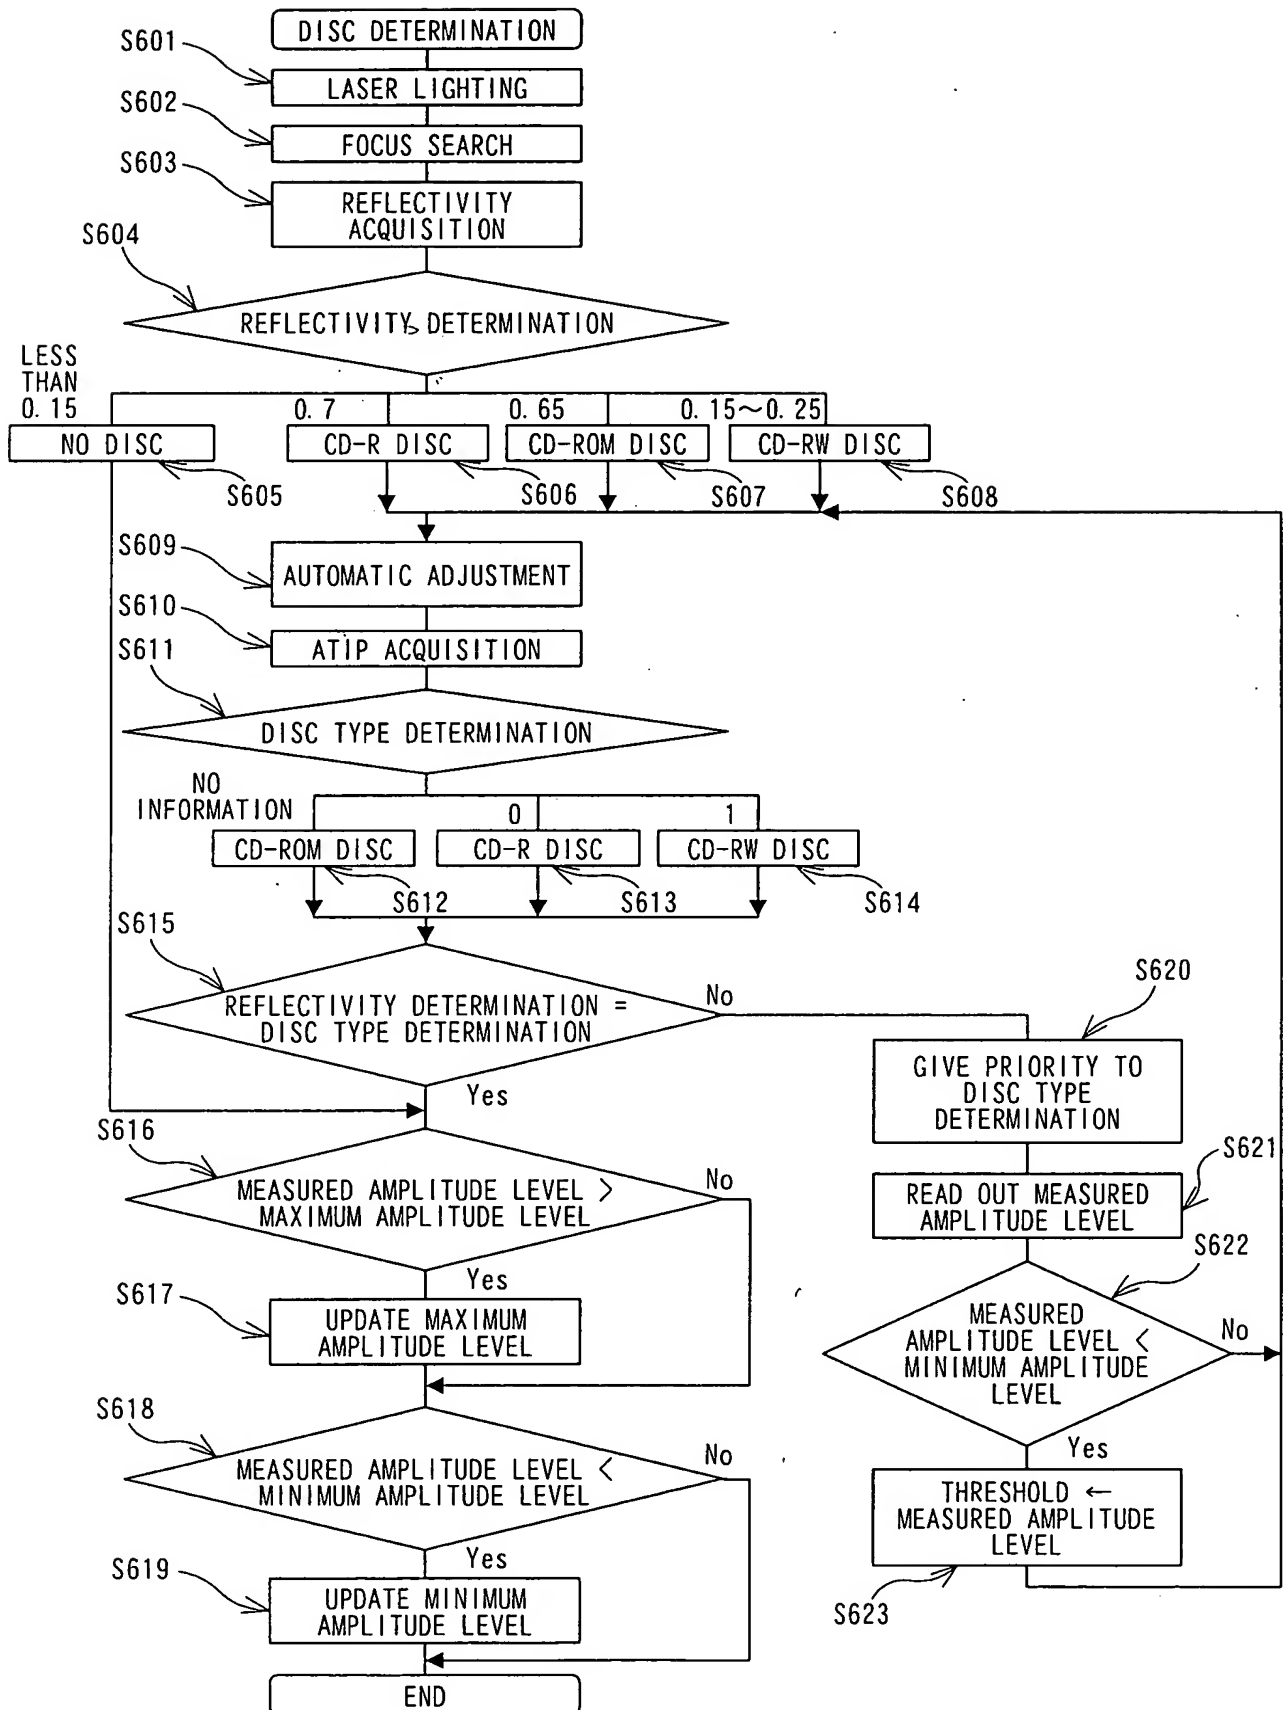 DISC DETERMINATION
S601
LASER LIGHTING
S602
FOCUS SEARCH
S603
REFLECTIVITY
ACQUISITION
S604
REFLECTIVITY DETERMINATION
LESS
THAN
0.15
0.7
0.65
0.15~0.25
NO DISC
CD-R DISC
CD-ROM DISC
CD-RW DISC
S605
S606
S607
S608
S609
AUTOMATIC ADJUSTMENT
S610
ATIP ACQUISITION
S611
DISC TYPE DETERMINATION
NO
INFORMATION
0
1
CD-ROM DISC
CD-R DISC
CD-RW DISC
S612
S613
S614
S615
REFLECTIVITY DETERMINATION =
DISC TYPE DETERMINATION
No
Yes
S620
GIVE PRIORITY TO
DISC TYPE
DETERMINATION
S616
MEASURED AMPLITUDE LEVEL >
MAXIMUM AMPLITUDE LEVEL
No
Yes
S621
READ OUT MEASURED
AMPLITUDE LEVEL
S622
MEASURED
AMPLITUDE LEVEL <
MINIMUM AMPLITUDE
LEVEL
No
Yes
S617
UPDATE MAXIMUM
AMPLITUDE LEVEL
S618
MEASURED AMPLITUDE LEVEL <
MINIMUM AMPLITUDE LEVEL
No
Yes
THRESHOLD ←
MEASURED AMPLITUDE
LEVEL
S623
S619
UPDATE MINIMUM
AMPLITUDE LEVEL
END